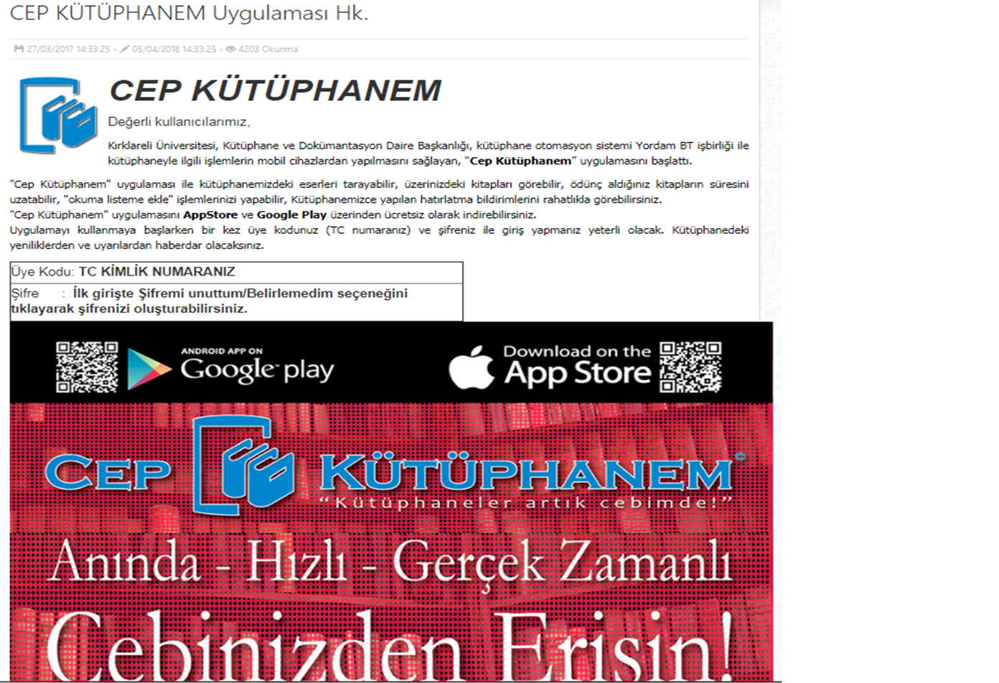 CEP KÜTÜPHANEM Uygulaması Hk.
27/03/2017 14:33:25 - 05/04/2018 14:33:25 - 4203 Okunma
CEP KÜTÜPHANEM
Değerli kullanıcılarımız,
Kırklareli Üniversitesi, Kütüphane ve Dokümantasyon Daire Başkanlığı, kütüphane otomasyon sistemi Yordam BT işbirliği ile
kütüphaneyle ilgili işlemlerin mobil cihazlardan yapılmasını sağlayan, “Cep Kütüphanem” uygulamasını başlattı.
"Cep Kütüphanem" uygulaması ile kütüphanemizdeki eserleri tarayabilir, üzerinizdeki kitapları görebilir, ödünç aldığınız kitapların süresini
uzatabilir, "okuma listeme ekle" işlemlerinizi yapabilir, Kütüphanemizce yapılan hatırlatma bildirimlerini rahatlıkla görebilirsiniz.
"Cep Kütüphanem" uygulamasını AppStore ve Google Play üzerinden ücretsiz olarak indirebilirsiniz.
Uygulamayı kullanmaya başlarken bir kez üye kodunuz (TC numaranız) ve şifreniz ile giriş yapmanız yeterli olacak. Kütüphanedeki
yeniliklerden ve uyarılardan haberdar olacaksınız.
Üye Kodu: TC KİMLİK NUMARANIZ
Şifre : İlk girişte Şifremi unuttum/Belirlemedim seçeneğini
tıklayarak şifrenizi oluşturabilirsiniz.
ANDROID APP ON
Google play
Download on the
App Store
CEP KÜTÜPHANEM
“Kütüphaneler artık cebimde!”
Anında - Hızlı - Gerçek Zamanlı
Cebinizden Erişin!